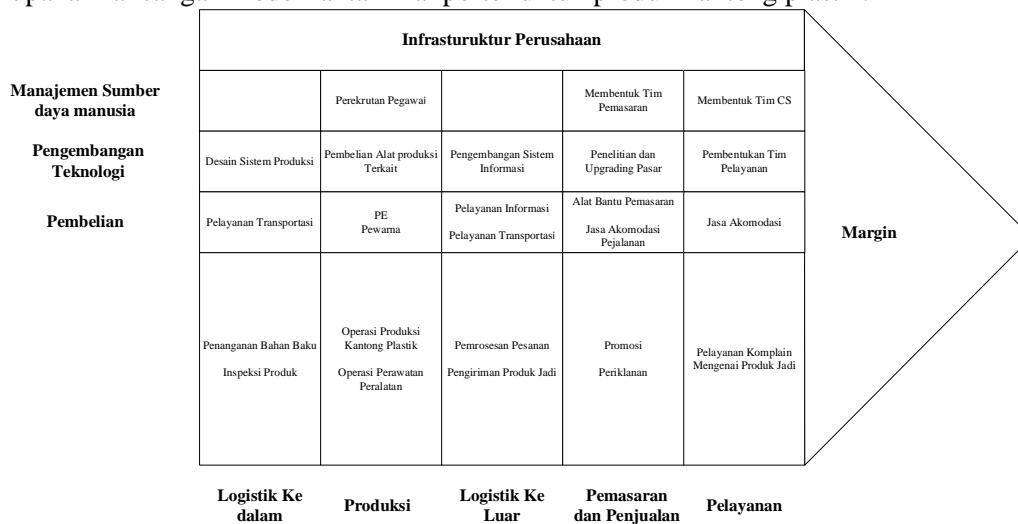 Infrasturuktur Perusahaan
Manajemen Sumber
daya manusia
Perekrutan Pegawai
Membentuk Tim
Pemasaran
Membentuk Tim CS
Pengembangan
Teknologi
Desain Sistem Produksi
Pembelian Alat produksi
Terkait
Pengembangan Sistem
Informasi
Penelitian dan
Upgrading Pasar
Pembentukan Tim
Pelayanan
Pembelian
Pelayanan Transportasi
PE
Pewarna
Pelayanan Informasi
Pelayanan Transportasi
Alat Bantu Pemasaran
Jasa Akomodasi
Pejalanan
Jasa Akomodasi
Margin
Penanganan Bahan Baku
Inspeksi Produk
Operasi Produksi
Kantong Plastik
Operasi Perawatan
Peralatan
Pemrosesan Pesanan
Pengiriman Produk Jadi
Promosi
Periklanan
Pelayanan Komplain
Mengenai Produk Jadi
Logistik Ke
dalam
Produksi
Logistik Ke
Luar
Pemasaran
dan Penjualan
Pelayanan